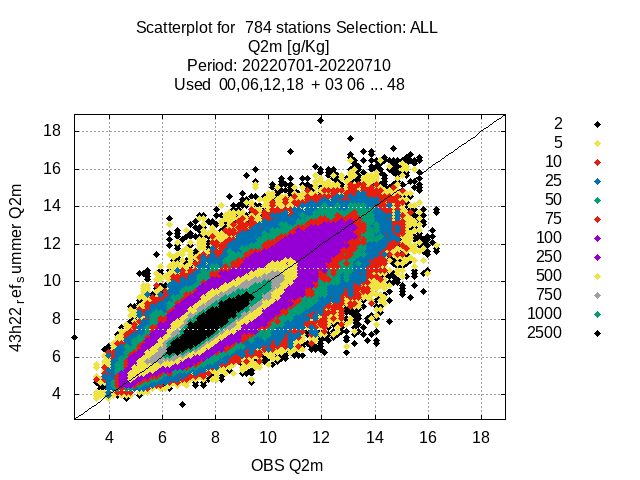 Scatterplot for  784 stations Selection: ALL
Q2m [g/Kg]
Period: 20220701-20220710
Used  00,06,12,18  + 03 06 ... 48
43h22_ref_summer Q2m
18
16
14
12
10
8
6
4
4 6 8 10 12 14 16 18
OBS Q2m
2
5
10
25
50
75
100
250
500
750
1000
2500